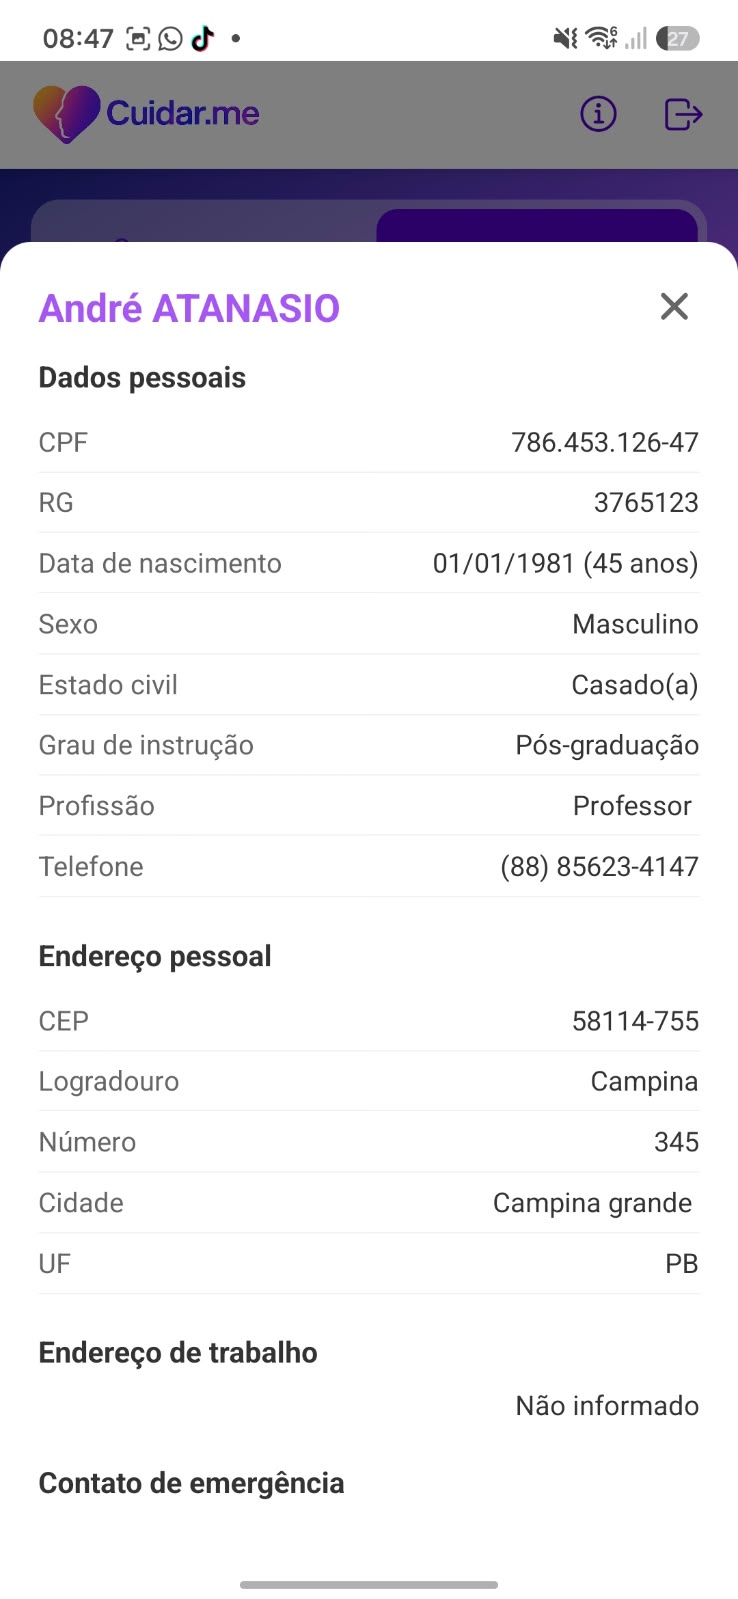 08:47
27
Cuidar.me
André ATANASIO
Dados pessoais
CPF 786.453.126-47
RG 3765123
Data de nascimento 01/01/1981 (45 anos)
Sexo Masculino
Estado civil Casado(a)
Grau de instrução Pós-graduação
Profissão Professor
Telefone (88) 85623-4147
Endereço pessoal
CEP 58114-755
Logradouro Campina
Número 345
Cidade Campina grande
UF PB
Endereço de trabalho
Não informado
Contato de emergência